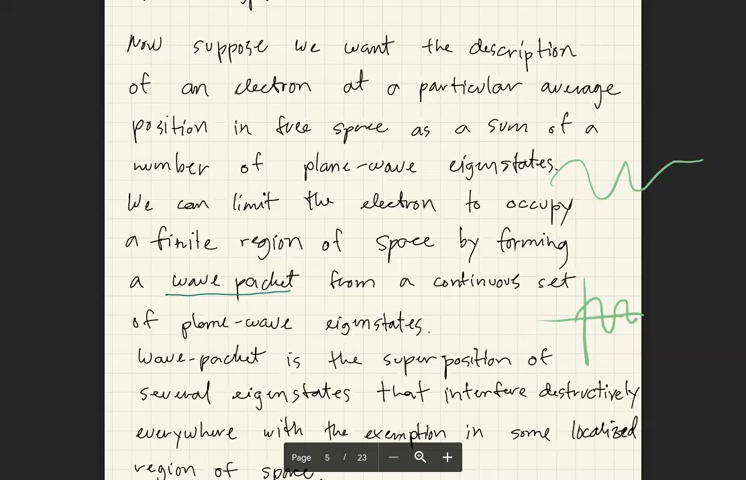 Now suppose we want the description
of an electron at a particular average
position in free space as a sum of a
number of plane-wave eigenstates.
We can limit the electron to occupy
a finite region of space by forming
a wave packet from a continuous set
of plane-wave eigenstates.
Wave-packet is the superposition of
several eigenstates that interfere destructively
everywhere with the exemption in some localized
region of space.
Page 5 / 23